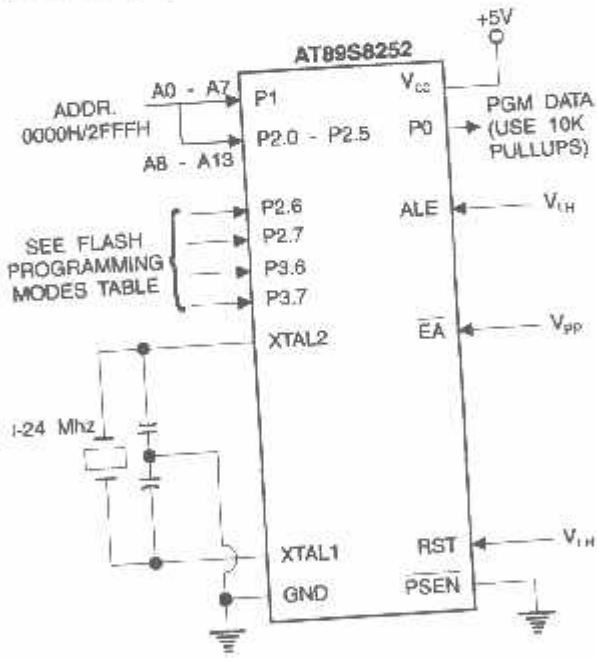 +5V
AT89S8252
A0 - A7
P1
VCC
ADDR.
0000H/2FFFH
P2.0 - P2.5
P0
PGM DATA
(USE 10K
PULLUPS)
A8 - A13
P2.6
ALE
VIH
P2.7
SEE FLASH
PROGRAMMING
MODES TABLE
P3.6
P3.7
XTAL2
EA
VPP
-24 Mhz
XTAL1
RST
VIH
GND
PSEN